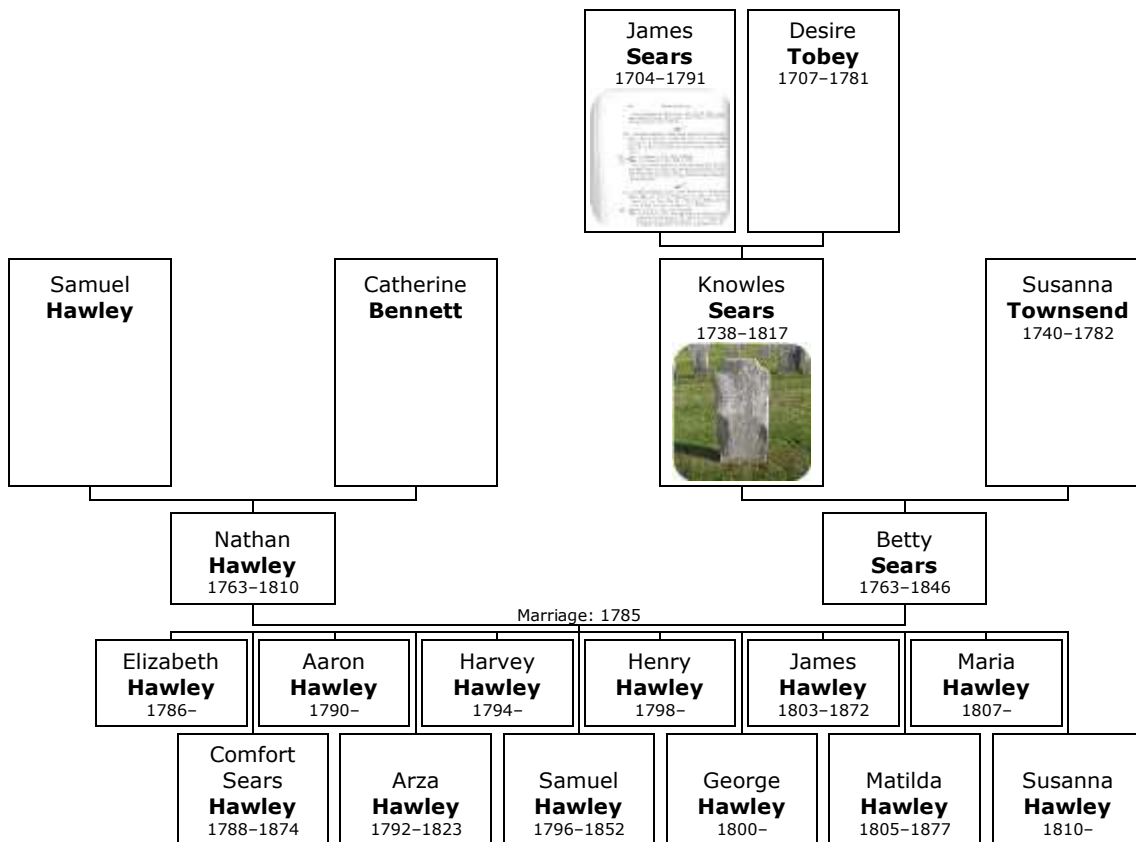 James
Sears
1704–1791
Desire
Tobey
1707–1781
Samuel
Hawley
Catherine
Bennett
Knowles
Sears
1738–1817
Susanna
Townsend
1740–1782
Nathan
Hawley
1763–1810
Betty
Sears
1763–1846
Marriage: 1785
Elizabeth
Hawley
1786–
Aaron
Hawley
1790–
Harvey
Hawley
1794–
Henry
Hawley
1798–
James
Hawley
1803–1872
Maria
Hawley
1807–
Comfort
Sears
Hawley
1788–1874
Arza
Hawley
1792–1823
Samuel
Hawley
1796–1852
George
Hawley
1800–
Matilda
Hawley
1805–1877
Susanna
Hawley
1810–